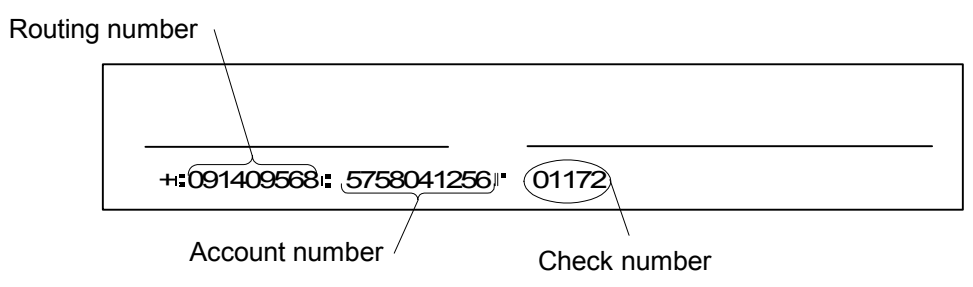 Routing number
⑆091409568⑆ 5758041256⑈ 01172
Account number
Check number